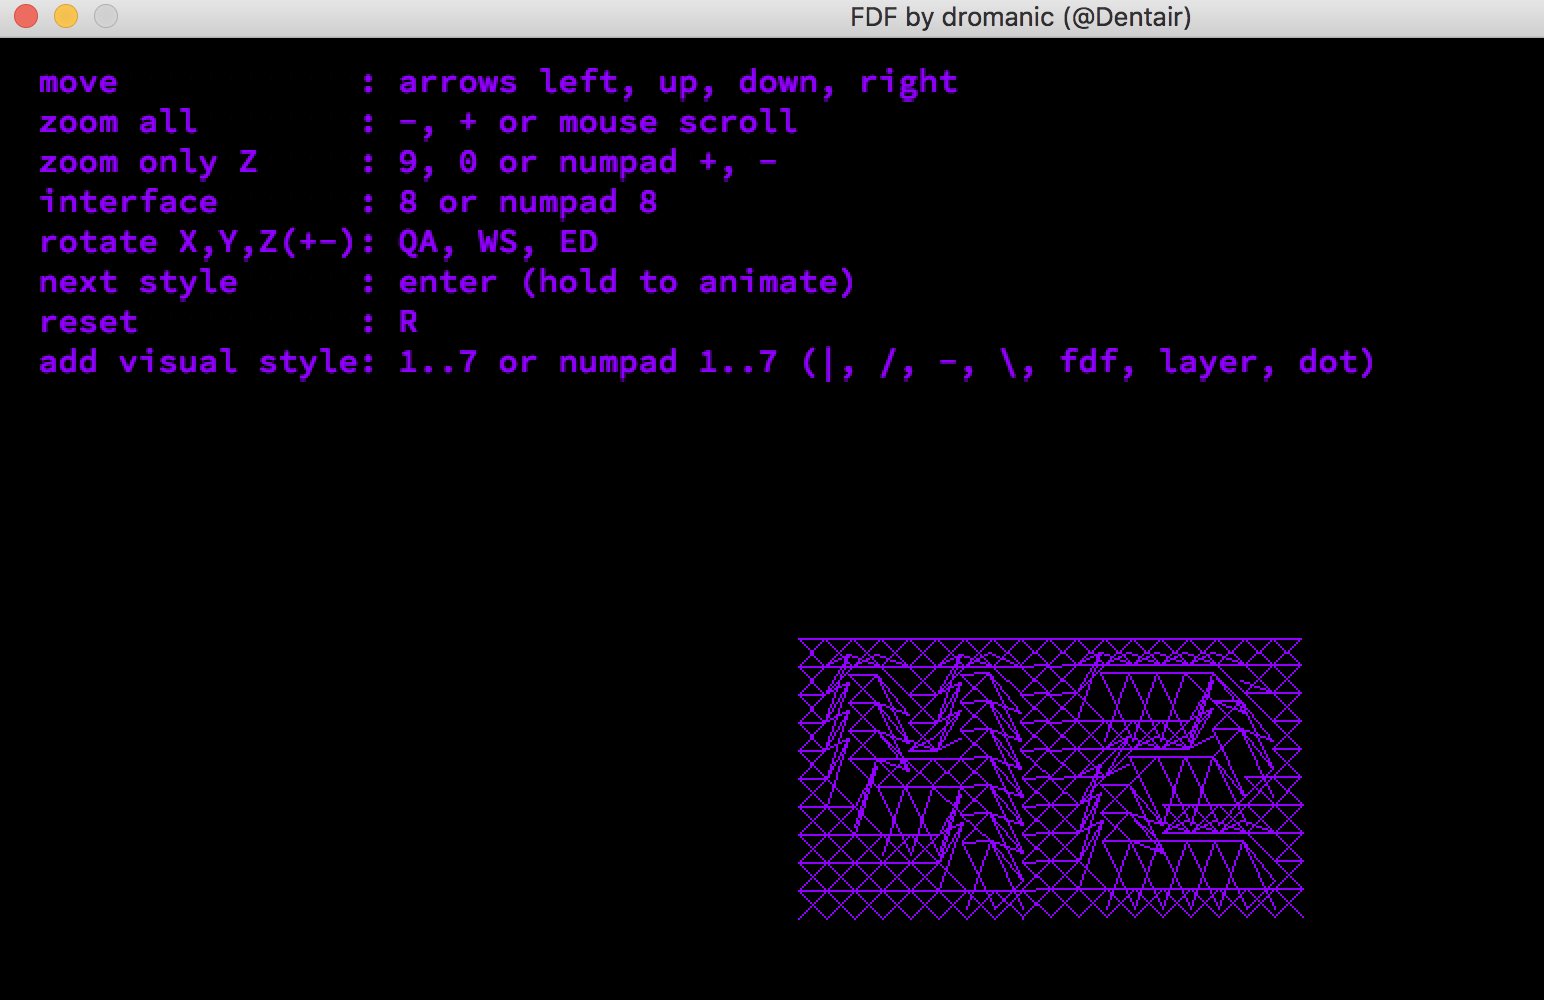 FDF by dromanic (@Dentair)
move : arrows left, up, down, right
zoom all : -, + or mouse scroll
zoom only Z : 9, 0 or numpad +, -
interface : 8 or numpad 8
rotate X,Y,Z(+-): QA, WS, ED
next style : enter (hold to animate)
reset : R
add visual style: 1..7 or numpad 1..7 (|, /, -, \, fdf, layer, dot)
42